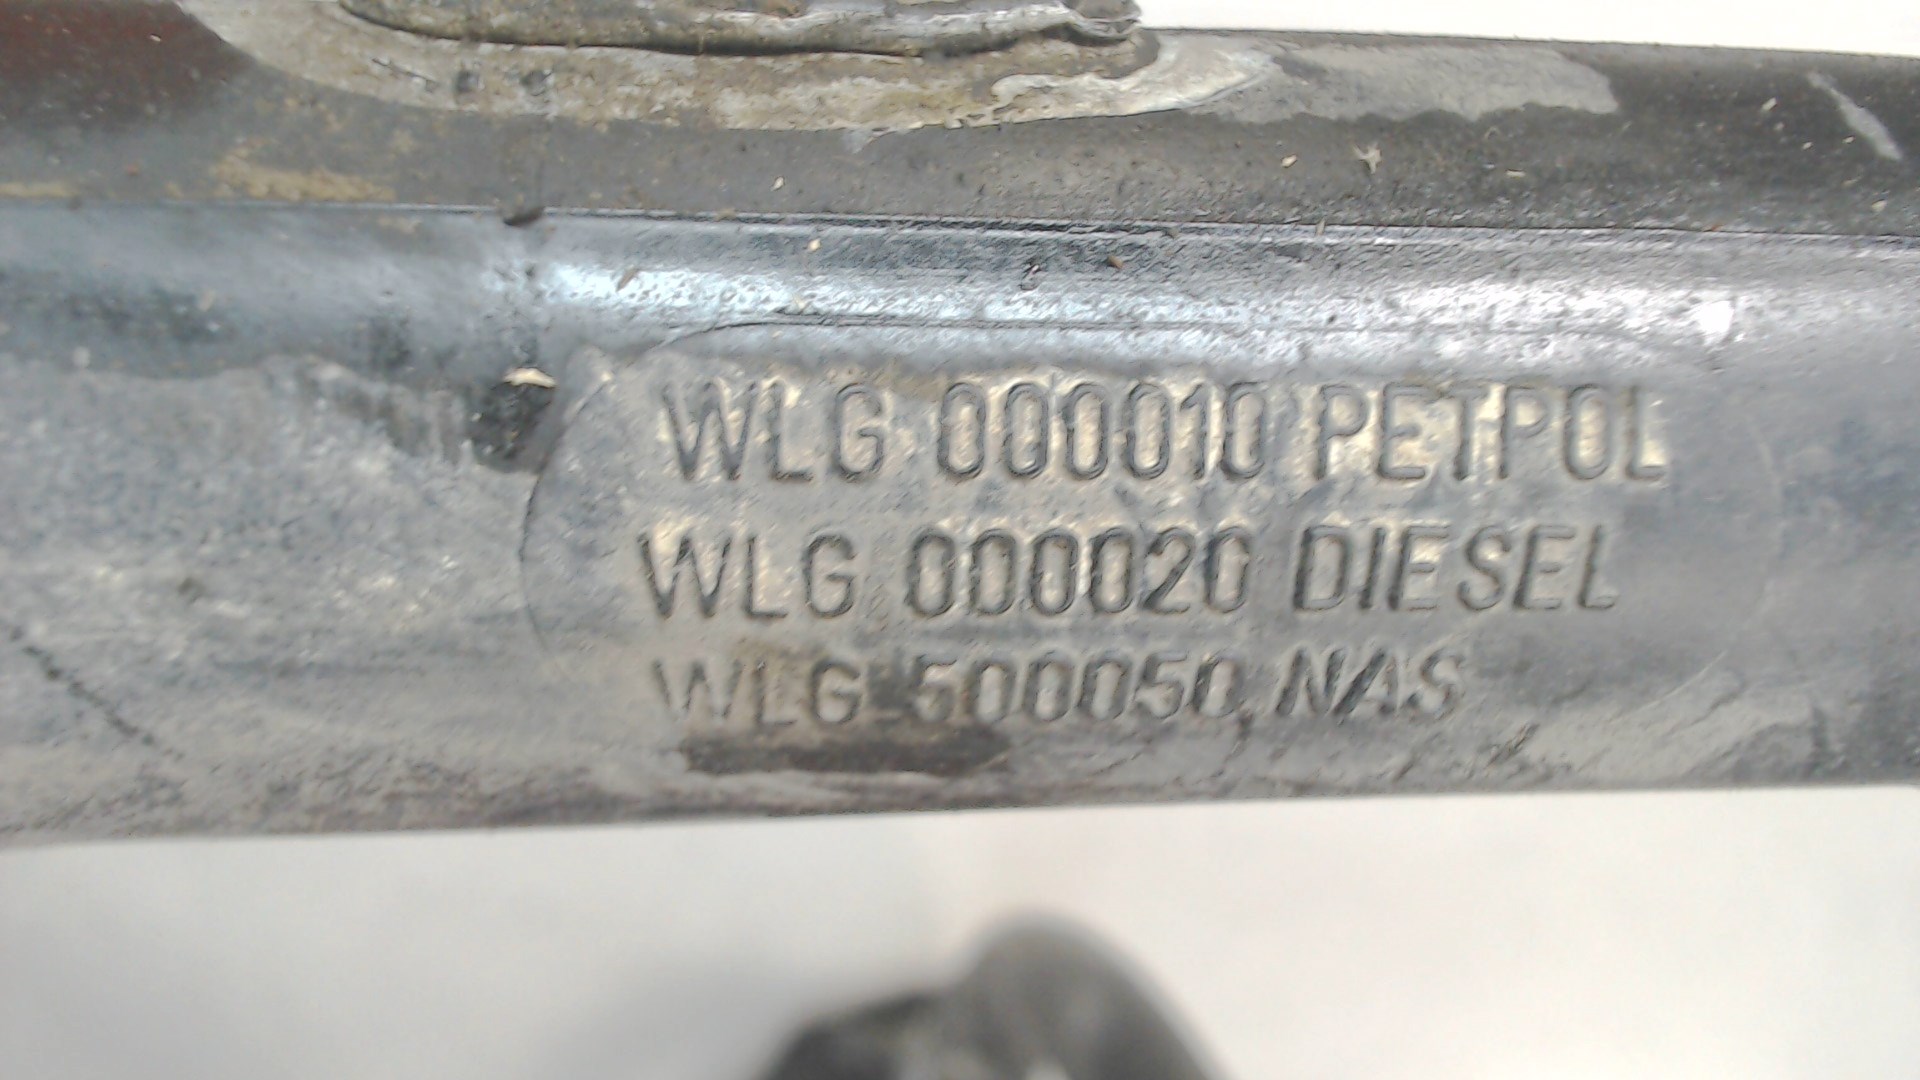 WLG 000010 PETPOL
WLG 000020 DIESEL
WLG 500050 NAS